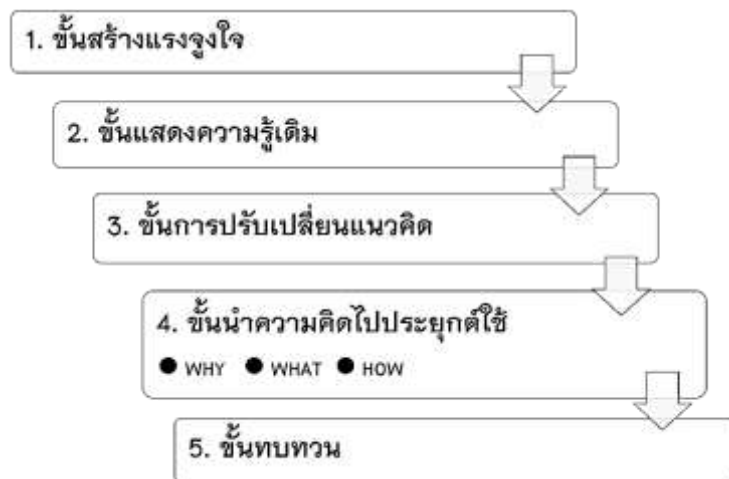 1. ขั้นสร้างแรงจูงใจ
2. ขั้นแสดงความรู้เดิม
3. ขั้นการปรับเปลี่ยนแนวคิด
4. ขั้นนำความคิดไปประยุกต์ใช้
● WHY ● WHAT ● HOW
5. ขั้นทบทวน